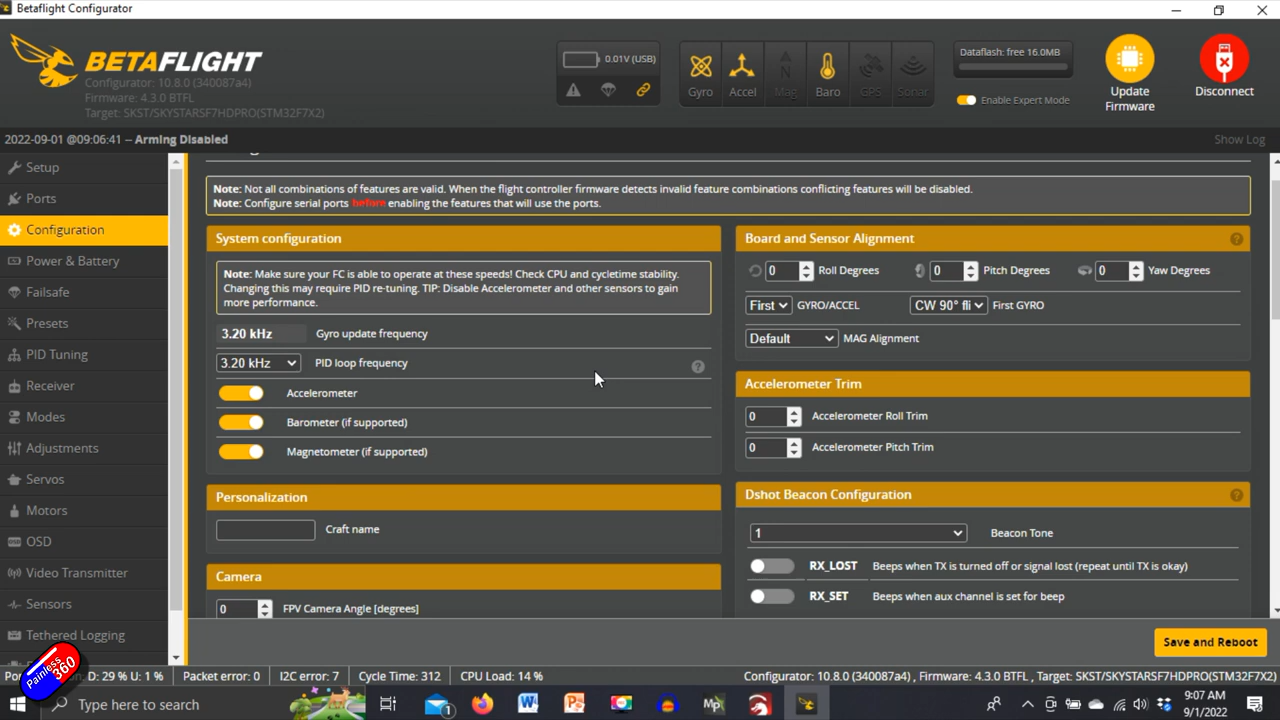 Betaflight Configurator
BETAFLIGHT
Configurator: 10.8.0 (340087a4)
Firmware: 4.3.0 BTFL
Target: SKST/SKYSTARSF7HDPRO(STM32F7X2)
0.01V (USB)
Gyro
Accel
Mag
Baro
GPS
Sonar
Dataflash: free 16.0MB
Enable Expert Mode
Update
Firmware
Disconnect
2022-09-01 @09:06:41 -- Arming Disabled
Show Log
Setup
Ports
Configuration
Power & Battery
Failsafe
Presets
PID Tuning
Receiver
Modes
Adjustments
Servos
Motors
OSD
Video Transmitter
Sensors
Tethered Logging
Note: Not all combinations of features are valid. When the flight controller firmware detects invalid feature combinations conflicting features will be disabled.
Note: Configure serial ports before enabling the features that will use the ports.
System configuration
Note: Make sure your FC is able to operate at these speeds! Check CPU and cycletime stability.
Changing this may require PID re-tuning. TIP: Disable Accelerometer and other sensors to gain
more performance.
3.20 kHz Gyro update frequency
3.20 kHz PID loop frequency
Accelerometer
Barometer (if supported)
Magnetometer (if supported)
Personalization
Craft name
Camera
0 FPV Camera Angle [degrees]
Board and Sensor Alignment
0 Roll Degrees 0 Pitch Degrees 0 Yaw Degrees
First GYRO/ACCEL CW 90° fli First GYRO
Default MAG Alignment
Accelerometer Trim
0 Accelerometer Roll Trim
0 Accelerometer Pitch Trim
Dshot Beacon Configuration
1 Beacon Tone
RX_LOST Beeps when TX is turned off or signal lost (repeat until TX is okay)
RX_SET Beeps when aux channel is set for beep
Save and Reboot
Painless
360
D: 29 % U: 1 % Packet error: 0 I2C error: 7 Cycle Time: 312 CPU Load: 14 %
Configurator: 10.8.0 (340087a4) , Firmware: 4.3.0 BTFL , Target: SKST/SKYSTARSF7HDPRO(STM32F7X2)
Type here to search
1
9:07 AM
9/1/2022